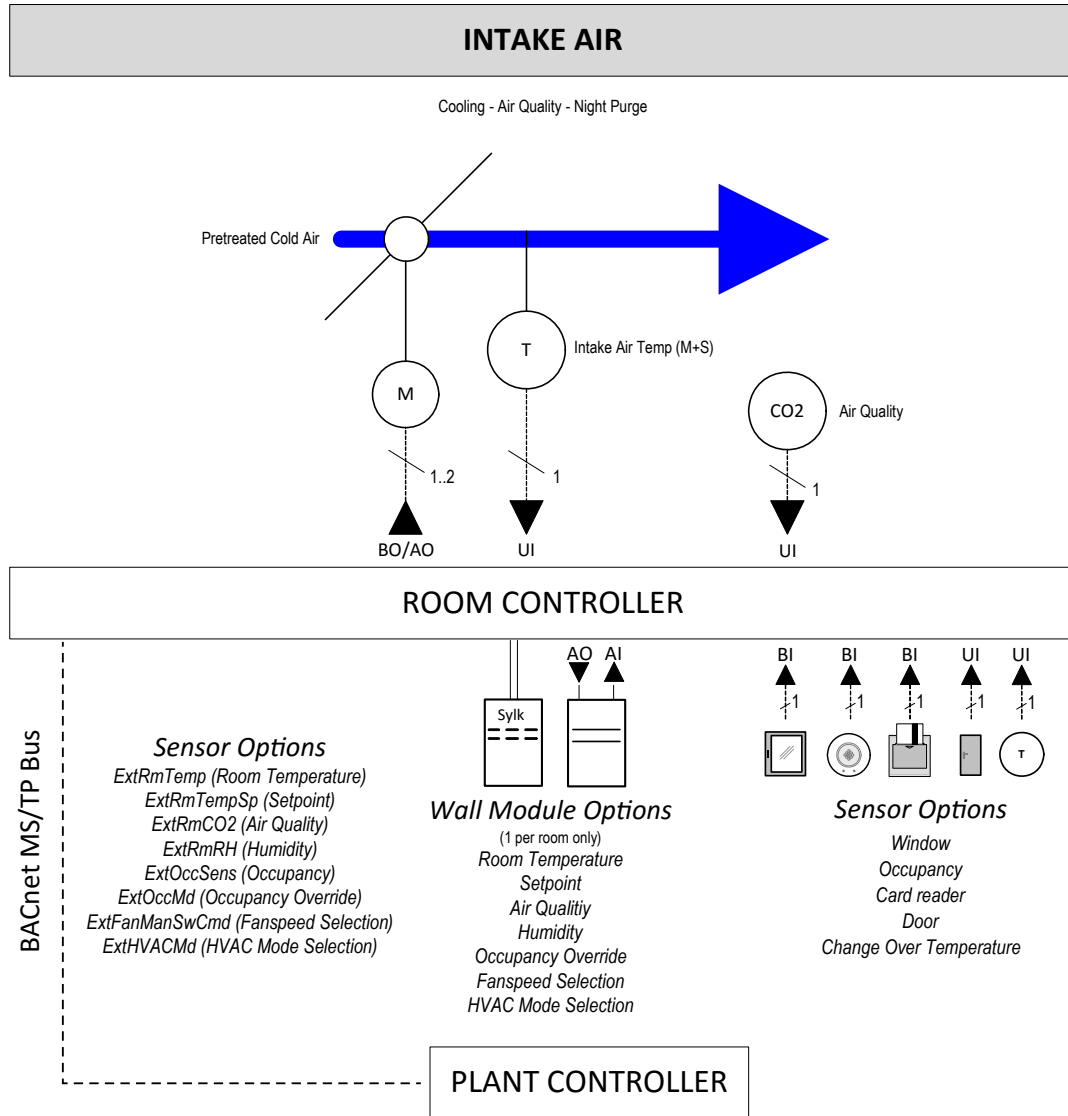 INTAKE AIR
Cooling - Air Quality - Night Purge
Pretreated Cold Air
T
Intake Air Temp (M+S)
M
CO2
Air Quality
1..2
1
1
BO/AO
UI
UI
ROOM CONTROLLER
AO
AI
BI
BI
BI
UI
UI
1
1
1
1
1
Sylk
T
BACnet MS/TP Bus
Sensor Options
ExtRmTemp (Room Temperature)
ExtRmTempSp (Setpoint)
ExtRmCO2 (Air Quality)
ExtRmRH (Humidity)
ExtOccSens (Occupancy)
ExtOccMd (Occupancy Override)
ExtFanManSwCmd (Fanspeed Selection)
ExtHVACMd (HVAC Mode Selection)
Wall Module Options
(1 per room only)
Room Temperature
Setpoint
Air Qualitiy
Humidity
Occupancy Override
Fanspeed Selection
HVAC Mode Selection
Sensor Options
Window
Occupancy
Card reader
Door
Change Over Temperature
PLANT CONTROLLER